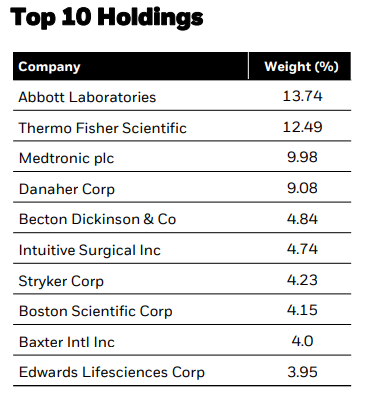 Top 10 Holdings
Company Weight (%)
Abbott Laboratories 13.74
Thermo Fisher Scientific 12.49
Medtronic plc 9.98
Danaher Corp 9.08
Becton Dickinson & Co 4.84
Intuitive Surgical Inc 4.74
Stryker Corp 4.23
Boston Scientific Corp 4.15
Baxter Intl Inc 4.0
Edwards Lifesciences Corp 3.95